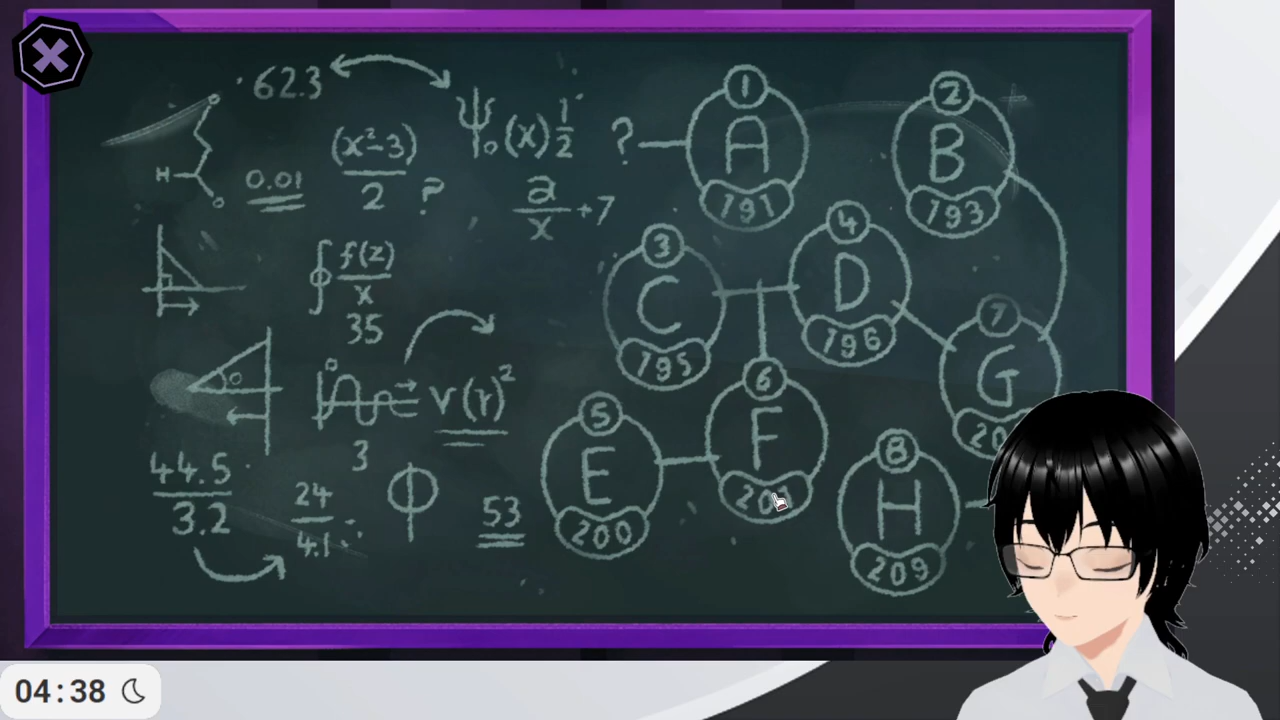 62.3
ψ₀(x) 1/2
(x²-3)/2 ?
H
0.01
a/x +7
∮ f(z)/x
35
v(r)²
3
44.5/3.2
24/4.1
Φ
53
?
1
A
191
2
B
193
3
C
195
4
D
196
5
E
200
6
F
7
G
8
H
209
04:38